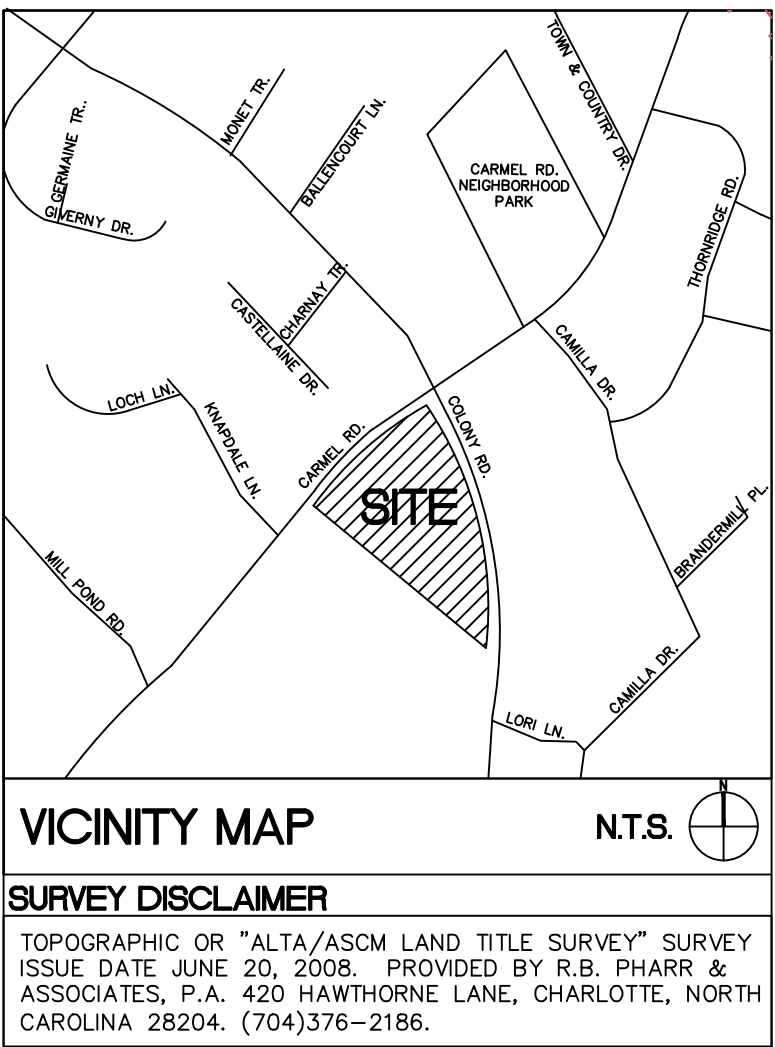 TOWN & COUNTRY DR.
MONET TR.
BALLENCOURT LN.
GERMAINE TR..
GIVERNY DR.
CARMEL RD.
NEIGHBORHOOD
PARK
THORNRIDGE RD.
CHARNAY TR.
CASTELLAINE DR.
CAMILLA DR.
LOCH LN.
KNAPDALE LN.
CARMEL RD.
COLONY RD.
SITE
BRANDERMILL PL.
MILL POND RD.
CAMILLA DR.
LORI LN.
VICINITY MAP
N.T.S.
N
SURVEY DISCLAIMER
TOPOGRAPHIC OR "ALTA/ASCM LAND TITLE SURVEY" SURVEY
ISSUE DATE JUNE 20, 2008. PROVIDED BY R.B. PHARR &
ASSOCIATES, P.A. 420 HAWTHORNE LANE, CHARLOTTE, NORTH
CAROLINA 28204. (704)376-2186.